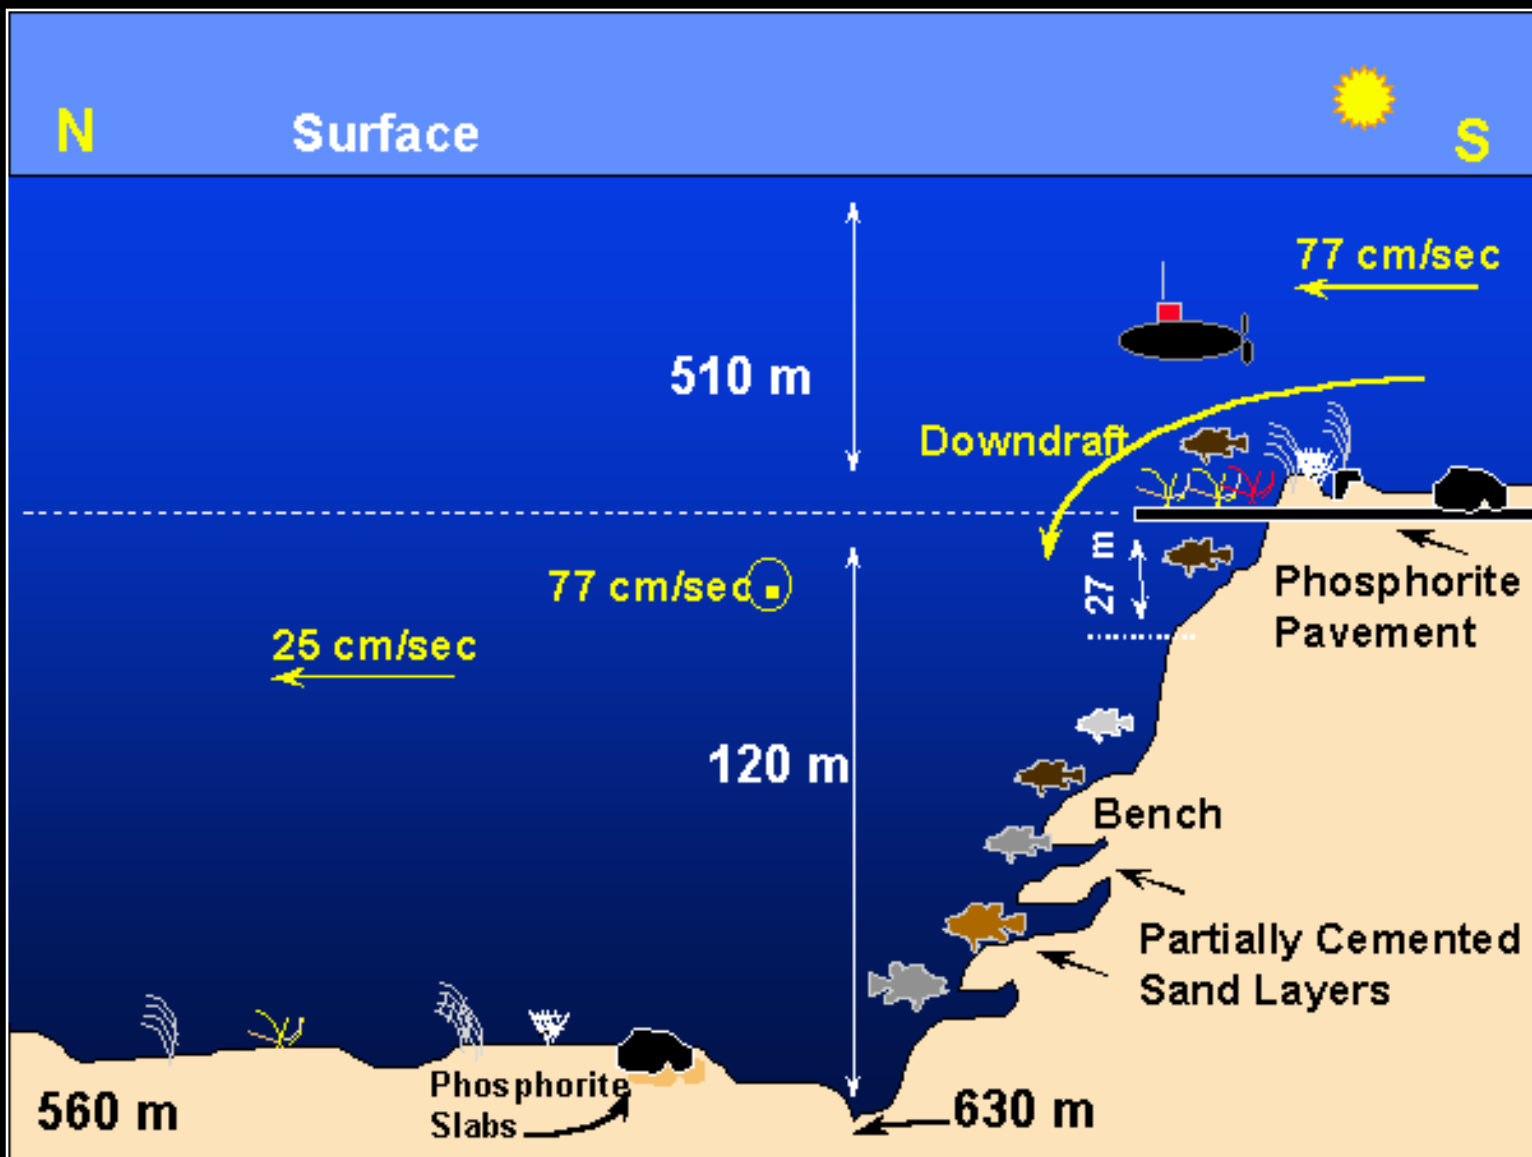 N
Surface
S
77 cm/sec
510 m
Downdraft
27 m
77 cm/sec
Phosphorite
Pavement
25 cm/sec
120 m
Bench
Partially Cemented
Sand Layers
Phosphorite
Slabs
560 m
630 m